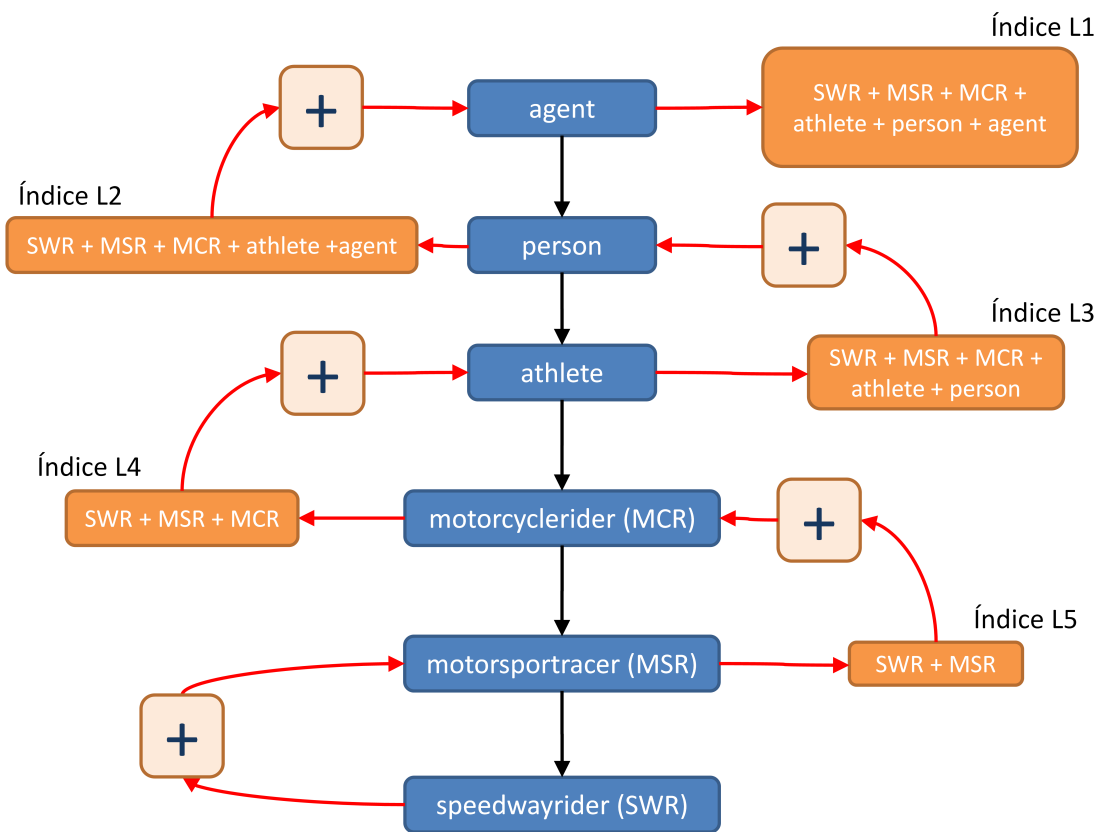 Índice L1
+
agent
SWR + MSR + MCR +
athlete + person + agent
Índice L2
SWR + MSR + MCR + athlete +agent
person
+
Índice L3
+
athlete
SWR + MSR + MCR +
athlete + person
Índice L4
SWR + MSR + MCR
motorcyclerider (MCR)
+
Índice L5
motorsportracer (MSR)
SWR + MSR
+
speedwayrider (SWR)